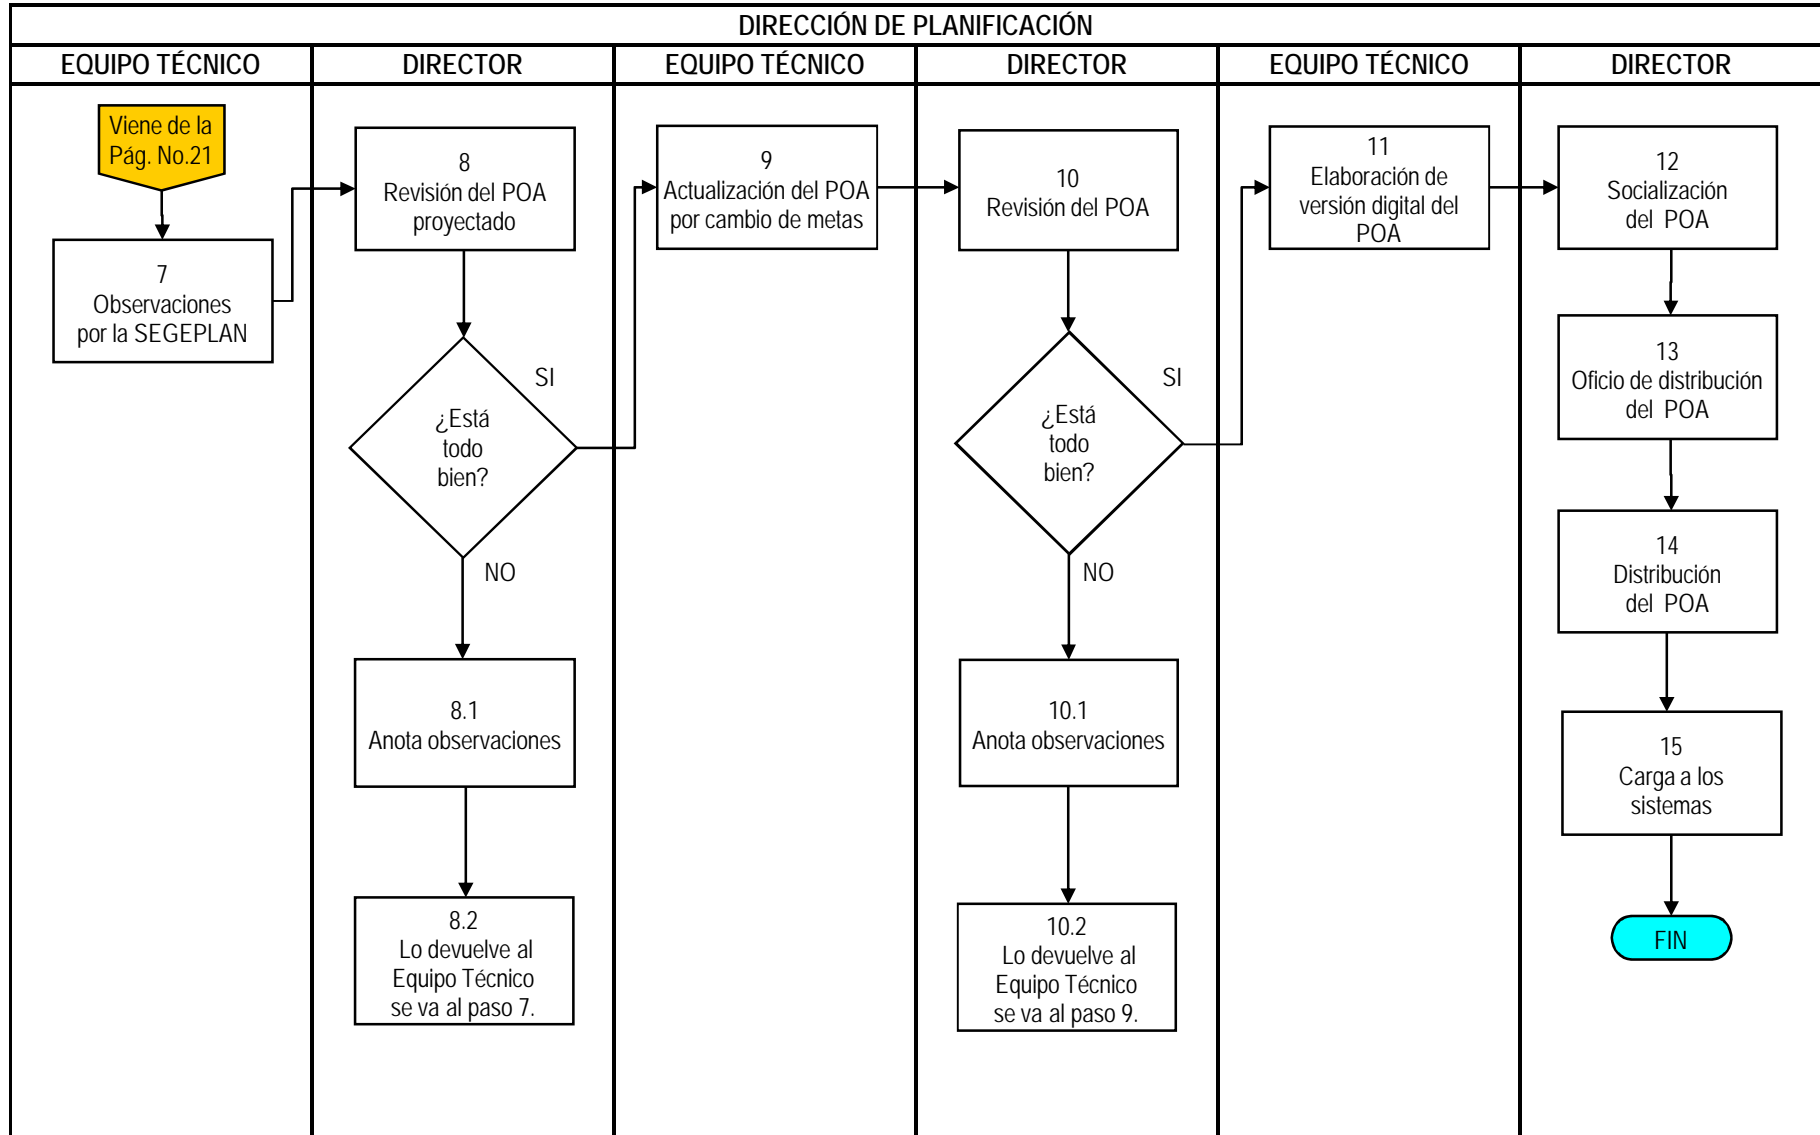 DIRECCIÓN DE PLANIFICACIÓN
EQUIPO TÉCNICO
DIRECTOR
EQUIPO TÉCNICO
DIRECTOR
EQUIPO TÉCNICO
DIRECTOR
Viene de la
Pág. No.21
7
Observaciones
por la SEGEPLAN
8
Revisión del POA
proyectado
¿Está
todo
bien?
SI
NO
8.1
Anota observaciones
8.2
Lo devuelve al
Equipo Técnico
se va al paso 7.
9
Actualización del POA
por cambio de metas
10
Revisión del POA
¿Está
todo
bien?
SI
NO
10.1
Anota observaciones
10.2
Lo devuelve al
Equipo Técnico
se va al paso 9.
11
Elaboración de
versión digital del
POA
12
Socialización
del POA
13
Oficio de distribución
del POA
14
Distribución
del POA
15
Carga a los
sistemas
FIN